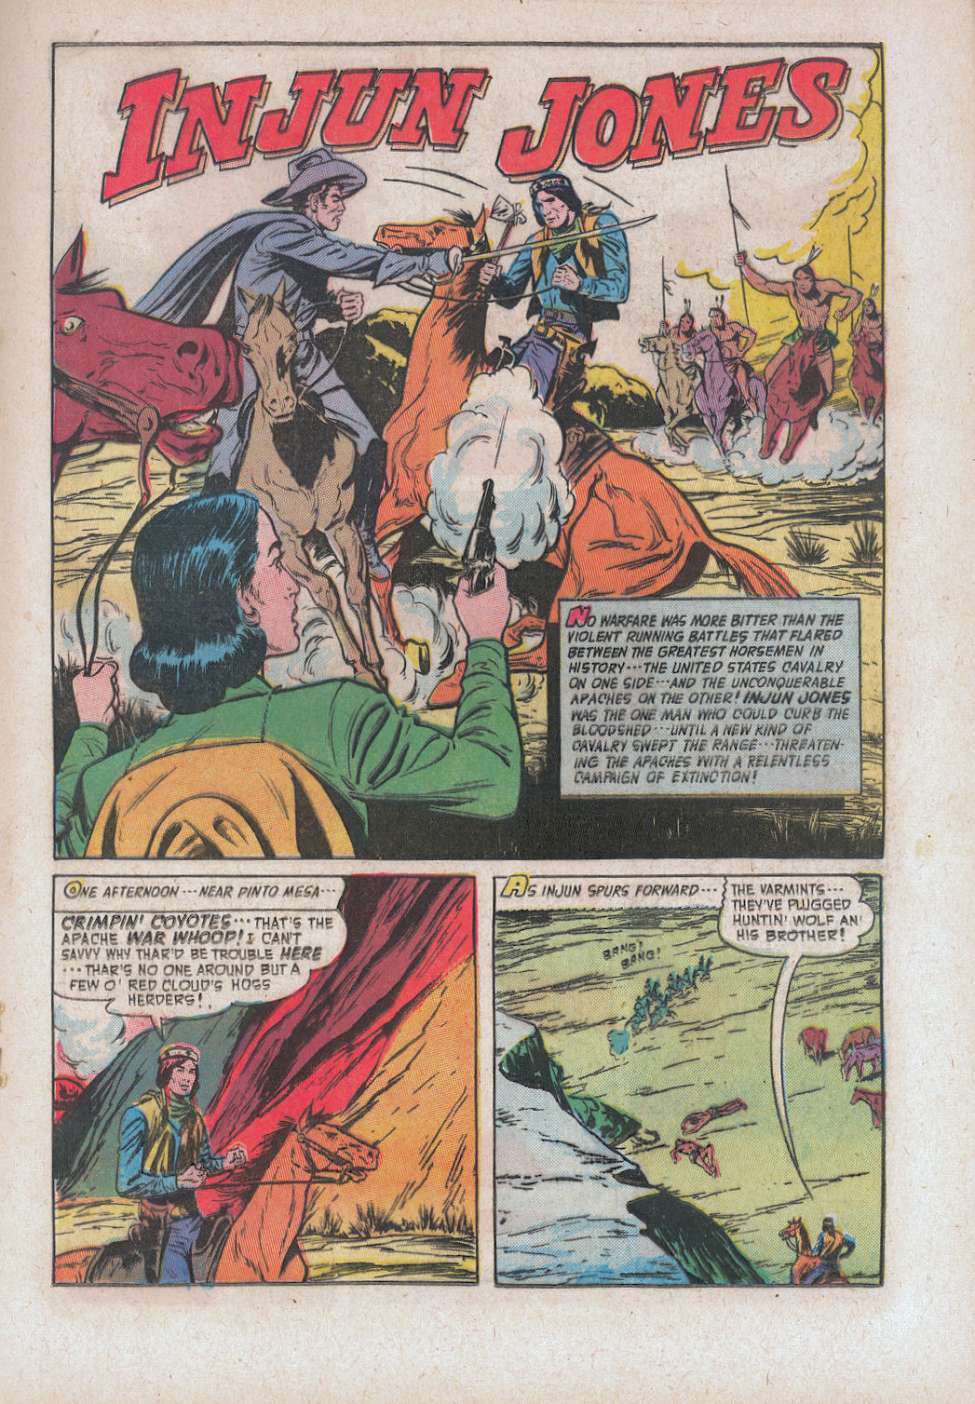 INJUN JONES
NO WARFARE WAS MORE BITTER THAN THE
VIOLENT RUNNING BATTLES THAT FLARED
BETWEEN THE GREATEST HORSEMEN IN
HISTORY---THE UNITED STATES CAVALRY
ON ONE SIDE---AND THE UNCONQUERABLE
APACHES ON THE OTHER! INJUN JONES
WAS THE ONE MAN WHO COULD CURB THE
BLOODSHED---UNTIL A NEW KIND OF
CAVALRY SWEPT THE RANGE---THREATEN-
ING THE APACHES WITH A RELENTLESS
CAMPAIGN OF EXTINCTION!
ONE AFTERNOON---NEAR PINTO MESA---
CRIMPIN' COYOTES---THAT'S THE
APACHE WAR WHOOP! I CAN'T
SAVVY WHY THAR'D BE TROUBLE HERE
---THAR'S NO ONE AROUND BUT A
FEW O' RED CLOUD'S HOSS
HERDERS!
AS INJUN SPURS FORWARD---
THE VARMINTS---
THEY'VE PLUGGED
HUNTIN' WOLF AN'
HIS BROTHER!
BANG!
BANG!